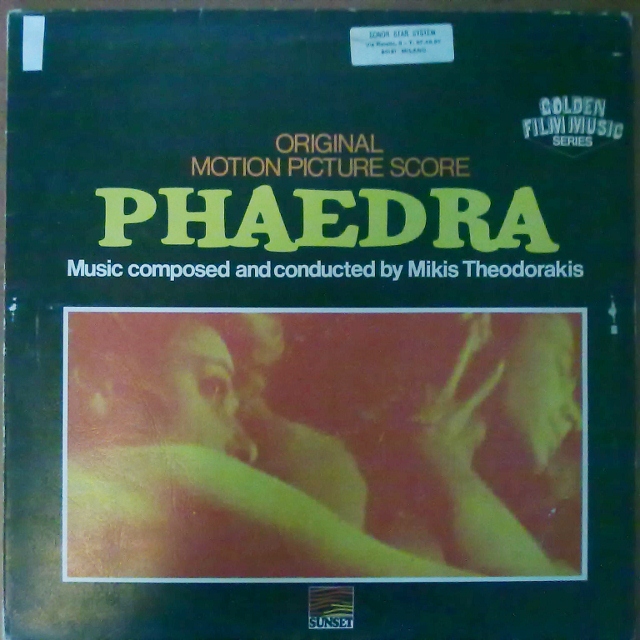 SONOR STAR SYSTEM
ORIGINAL
MOTION PICTURE SCORE
PHAEDRA
Music composed and conducted by Mikis Theodorakis
GOLDEN
FILM MUSIC
SERIES
SUNSET